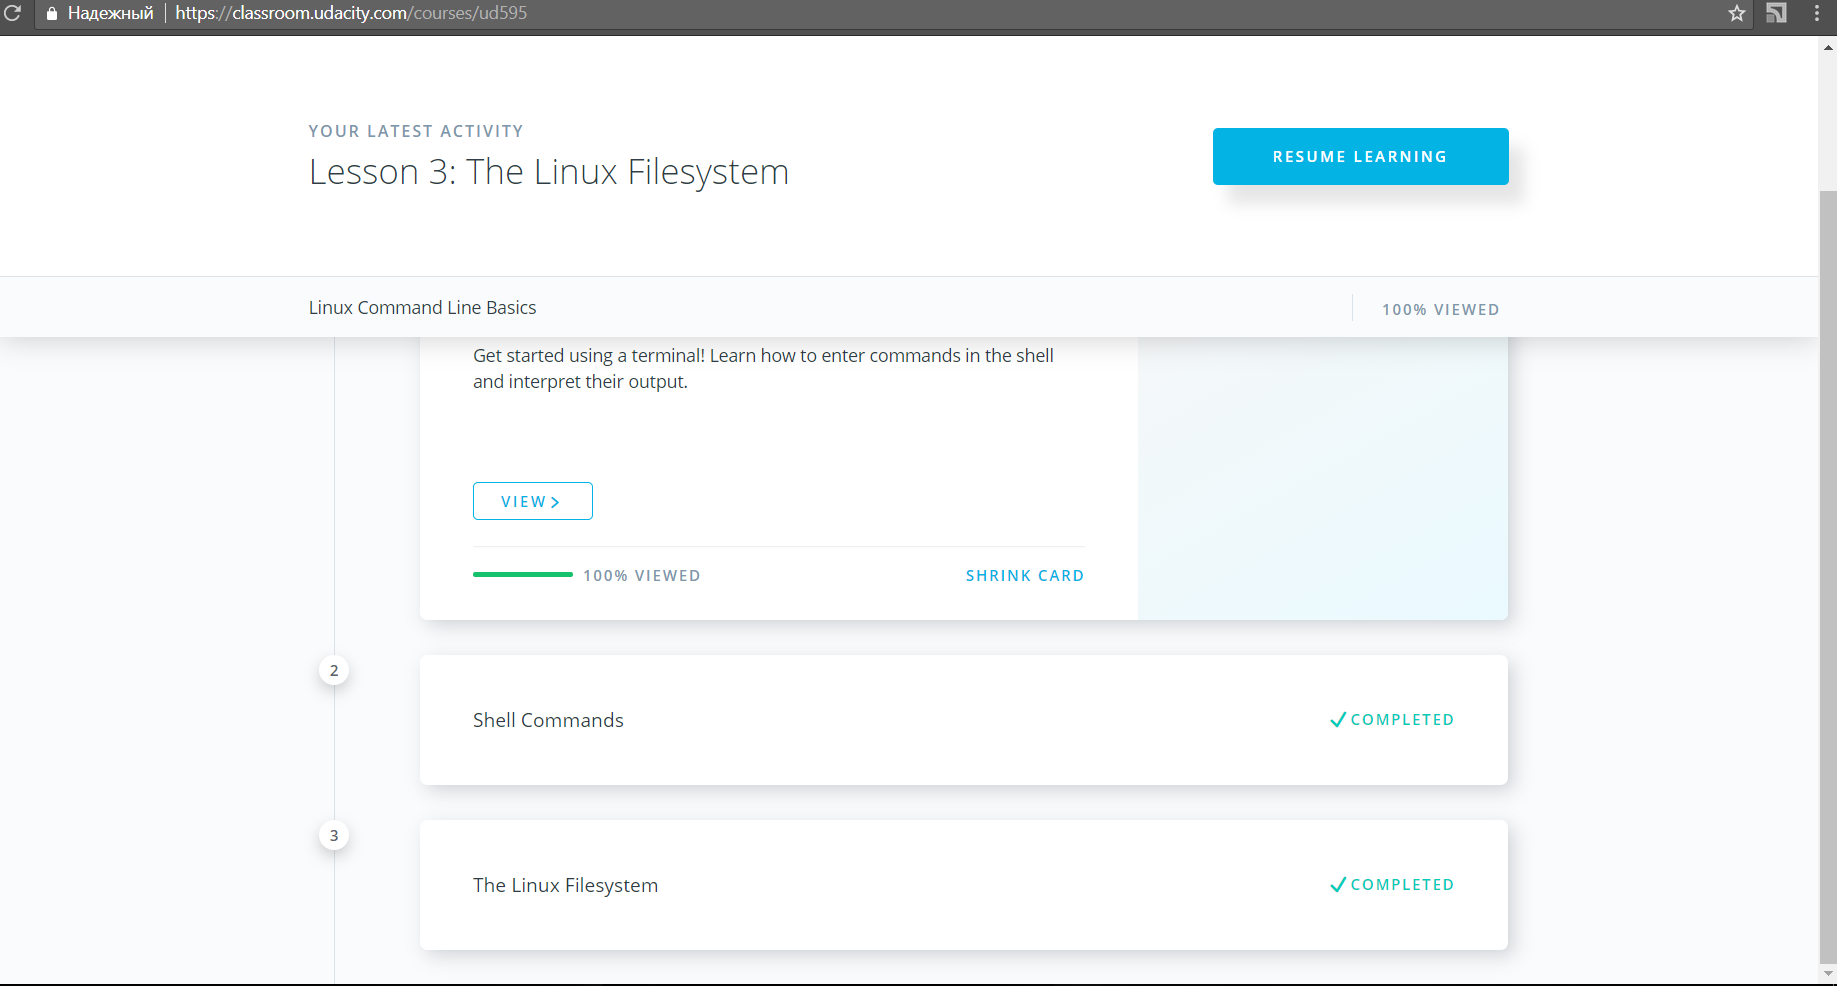 Надежный https://classroom.udacity.com/courses/ud595
YOUR LATEST ACTIVITY
Lesson 3: The Linux Filesystem
RESUME LEARNING
Linux Command Line Basics
100% VIEWED
Get started using a terminal! Learn how to enter commands in the shell
and interpret their output.
VIEW
100% VIEWED
SHRINK CARD
2
Shell Commands
COMPLETED
3
The Linux Filesystem
COMPLETED